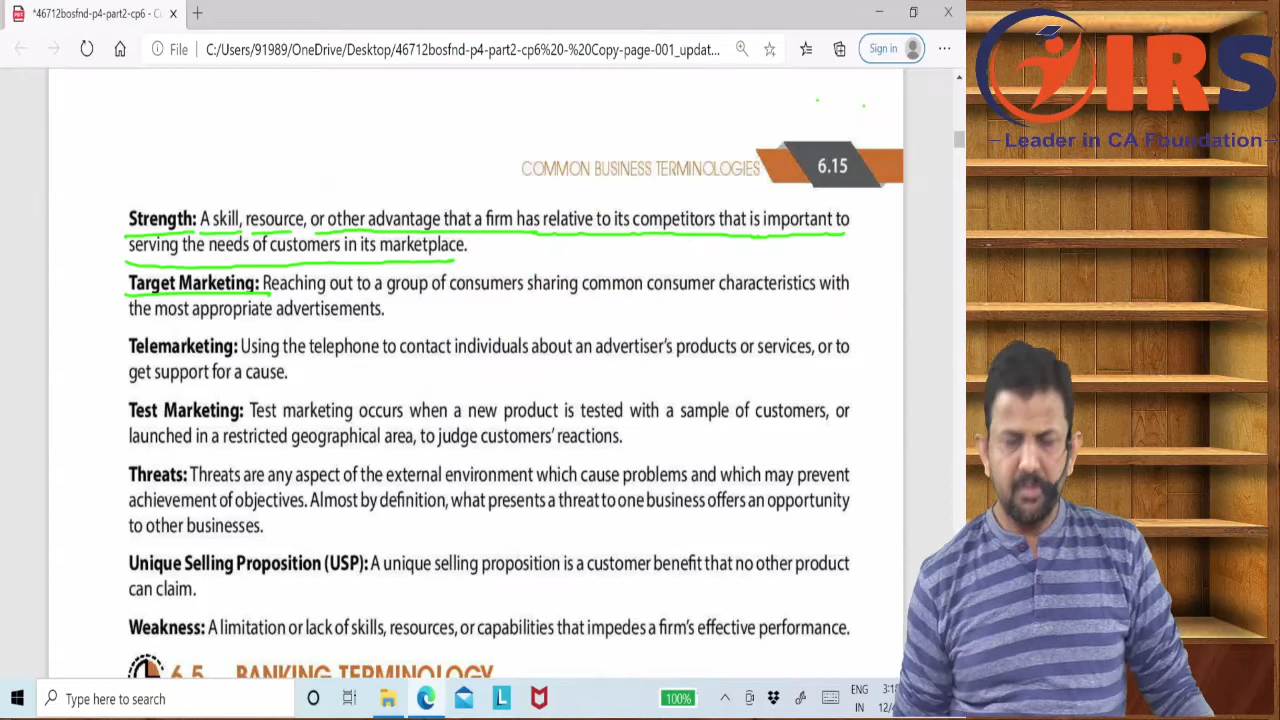 *46712bosfnd-p4-part2-cp6 - C
File
C:/Users/91989/OneDrive/Desktop/46712bosfnd-p4-part2-cp6%20-%20Copy-page-001_updat...
Sign in
IRS
Leader in CA Foundation
COMMON BUSINESS TERMINOLOGIES
6.15
Strength: A skill, resource, or other advantage that a firm has relative to its competitors that is important to
serving the needs of customers in its marketplace.
Target Marketing: Reaching out to a group of consumers sharing common consumer characteristics with
the most appropriate advertisements.
Telemarketing: Using the telephone to contact individuals about an advertiser's products or services, or to
get support for a cause.
Test Marketing: Test marketing occurs when a new product is tested with a sample of customers, or
launched in a restricted geographical area, to judge customers' reactions.
Threats: Threats are any aspect of the external environment which cause problems and which may prevent
achievement of objectives. Almost by definition, what presents a threat to one business offers an opportunity
to other businesses.
Unique Selling Proposition (USP): A unique selling proposition is a customer benefit that no other product
can claim.
Weakness: A limitation or lack of skills, resources, or capabilities that impedes a firm's effective performance.
6.5 BANKING TERMINOLOGY
Type here to search
100%
ENG
IN